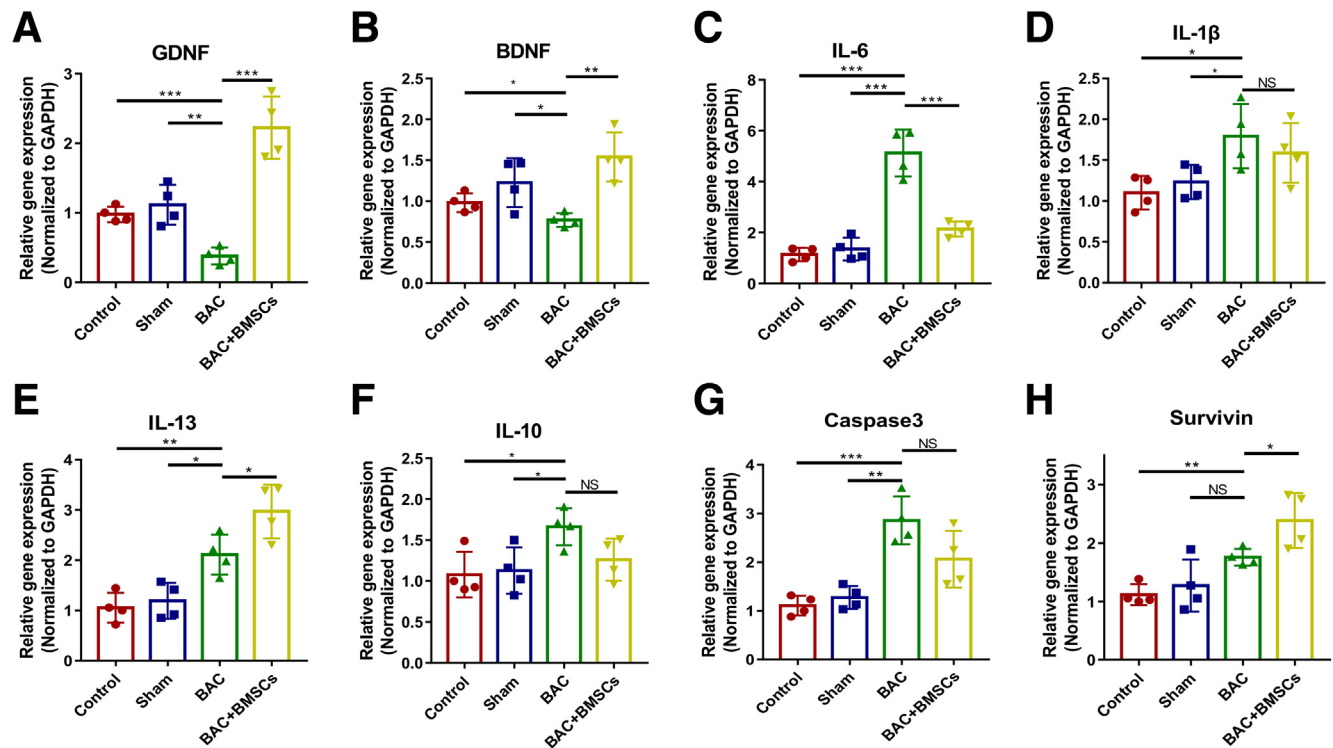 A
GDNF
Relative gene expression
(Normalized to GAPDH)
3
2
1
0
***
**
***
Control
Sham
BAC
BAC+BMSCs
B
BDNF
Relative gene expression
(Normalized to GAPDH)
2.5
2.0
1.5
1.0
0.5
0.0
*
*
**
Control
Sham
BAC
BAC+BMSCs
C
IL-6
Relative gene expression
(Normalized to GAPDH)
8
6
4
2
0
***
***
***
Control
Sham
BAC
BAC+BMSCs
D
IL-1β
Relative gene expression
(Normalized to GAPDH)
2.5
2.0
1.5
1.0
0.5
0.0
*
*
NS
Control
Sham
BAC
BAC+BMSCs
E
IL-13
Relative gene expression
(Normalized to GAPDH)
4
3
2
1
0
**
*
*
Control
Sham
BAC
BAC+BMSCs
F
IL-10
Relative gene expression
(Normalized to GAPDH)
2.5
2.0
1.5
1.0
0.5
0.0
*
*
NS
Control
Sham
BAC
BAC+BMSCs
G
Caspase3
Relative gene expression
(Normalized to GAPDH)
4
3
2
1
0
NS
***
**
Control
Sham
BAC
BAC+BMSCs
H
Survivin
Relative gene expression
(Normalized to GAPDH)
3
2
1
0
*
**
NS
Control
Sham
BAC
BAC+BMSCs